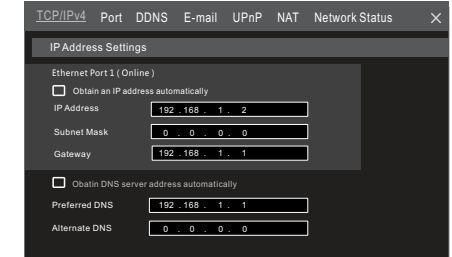 TCP/IPv4 Port DDNS E-mail UPnP NAT Network Status ×
IP Address Settings
Ethernet Port 1 ( Online )
Obtain an IP address automatically
IP Address 192 . 168 . 1 . 2
Subnet Mask 0 . 0 . 0 . 0
Gateway 192 . 168 . 1 . 1
Obatin DNS server address automatically
Preferred DNS 192 . 168 . 1 . 1
Alternate DNS 0 . 0 . 0 . 0